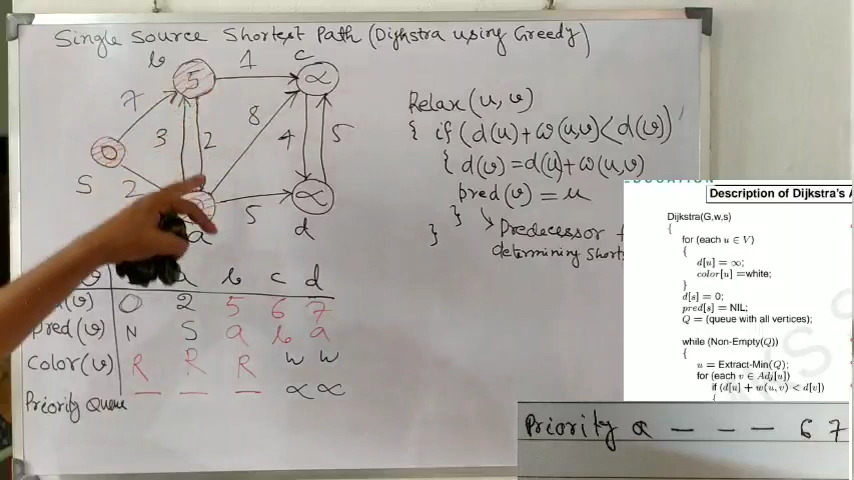 Single Source Shortest Path (Dijhstra using Greedy)
b
1
c
5
∝
7
8
3
2
4
5
0
S
2
5
∝
a
d
Relax (u, v)
{ if (d(u) + w(u,v) < d(v))
{ d(v) = d(u) + w(u,v)
pred(v) = u
}
Predecessor
}
determining Short
a b c d
(v) 0 2 5 6 7
pred(v) N S a b a
Color(v) R R R W W
Priority Queue — — — ∝ ∝
Description of Dijkstra's
Dijkstra(G,w,s)
{
for (each u ∈ V)
{
d[u] = ∞;
color[u] =white;
}
d[s] = 0;
pred[s] = NIL;
Q = (queue with all vertices);
while (Non-Empty(Q))
{
u = Extract-Min(Q);
for (each v ∈ Adj[u])
if (d[u] + w(u, v) < d[v])
{
Priority Q — — — 6 7